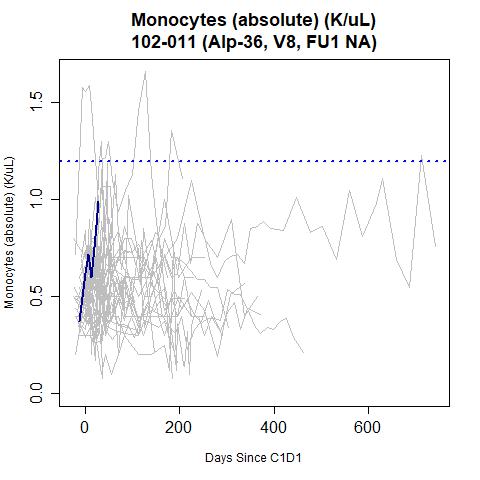 Monocytes (absolute) (K/uL)
102-011 (Alp-36, V8, FU1 NA)
Monocytes (absolute) (K/uL)
1.5
1.0
0.5
0.0
0
200
400
600
Days Since C1D1